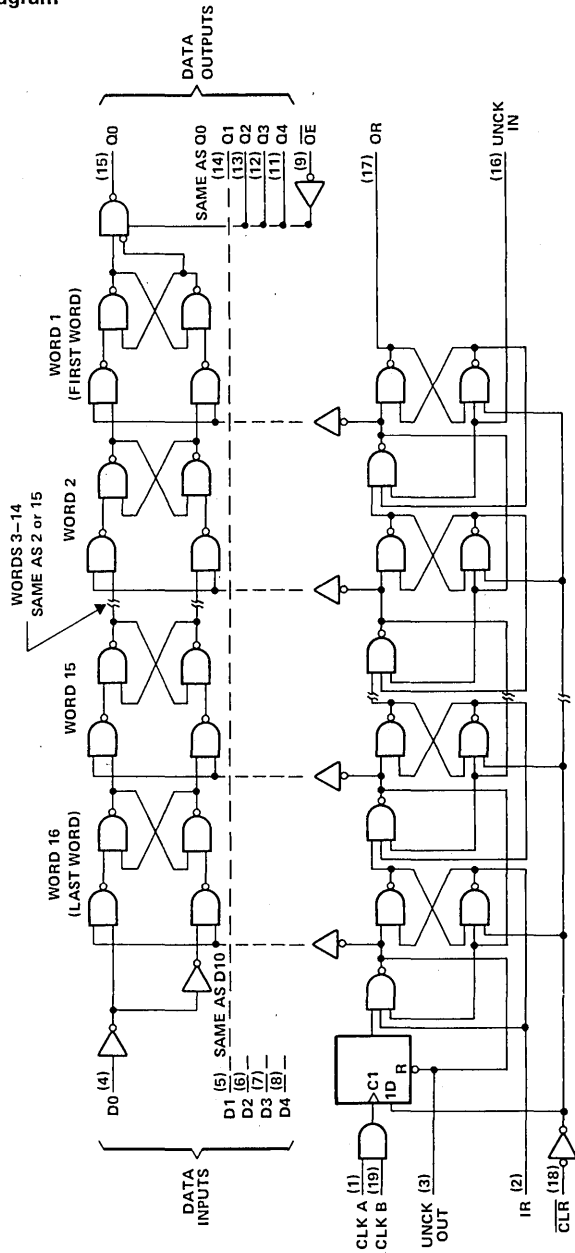 agram
DATA
OUTPUTS
(15) Q0
SAME AS Q0
(14) Q1
(13) Q2
(12) Q3
(11) Q4
(9) OE
(17) OR
(16) UNCK
IN
WORD 1
(FIRST WORD)
WORD 2
WORDS 3–14
SAME AS 2 or 15
WORD 15
WORD 16
(LAST WORD)
D0 (4)
D1 (5) SAME AS D10
D2 (6)
D3 (7)
D4 (8)
DATA
INPUTS
C1
1D
R
CLK A (1)
CLK B (19)
UNCK (3)
OUT
IR (2)
CLR (18)